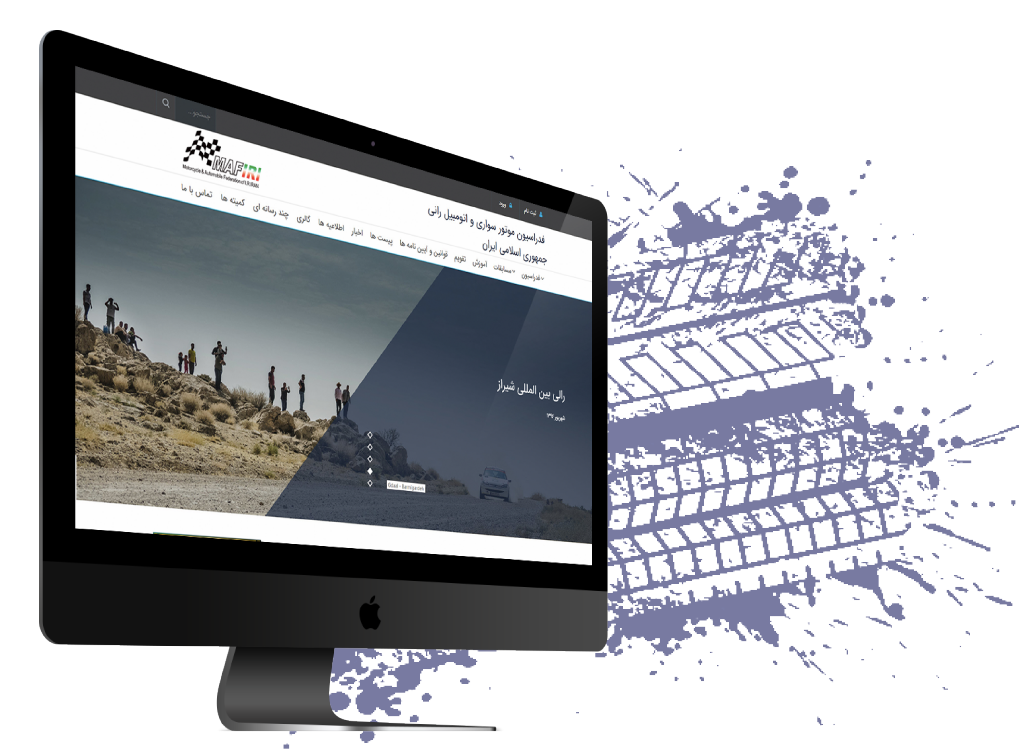 جستجو ...
ثبت نام
ورود
MAFIRI
Motorcycle & Automobile Federation of I.R.IRAN
فدراسیون موتور سواری و اتومبیل رانی
جمهوری اسلامی ایران
فدراسیون مسابقات آموزش تقویم قوانین و آیین نامه ها پیست ها اخبار اطلاعیه ها گالری چند رسانه ای کمیته ها تماس با ما
رالی بین المللی شیراز